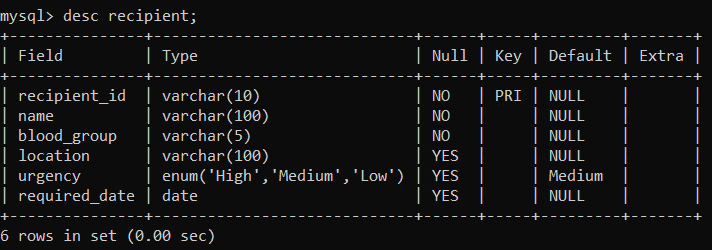 mysql> desc recipient;
+---------------+-----------------------------+------+-----+---------+-------+
| Field         | Type                        | Null | Key | Default | Extra |
+---------------+-----------------------------+------+-----+---------+-------+
| recipient_id  | varchar(10)                 | NO   | PRI | NULL    |       |
| name          | varchar(100)                | NO   |     | NULL    |       |
| blood_group   | varchar(5)                  | NO   |     | NULL    |       |
| location      | varchar(100)                | YES  |     | NULL    |       |
| urgency       | enum('High','Medium','Low') | YES  |     | Medium  |       |
| required_date | date                        | YES  |     | NULL    |       |
+---------------+-----------------------------+------+-----+---------+-------+
6 rows in set (0.00 sec)